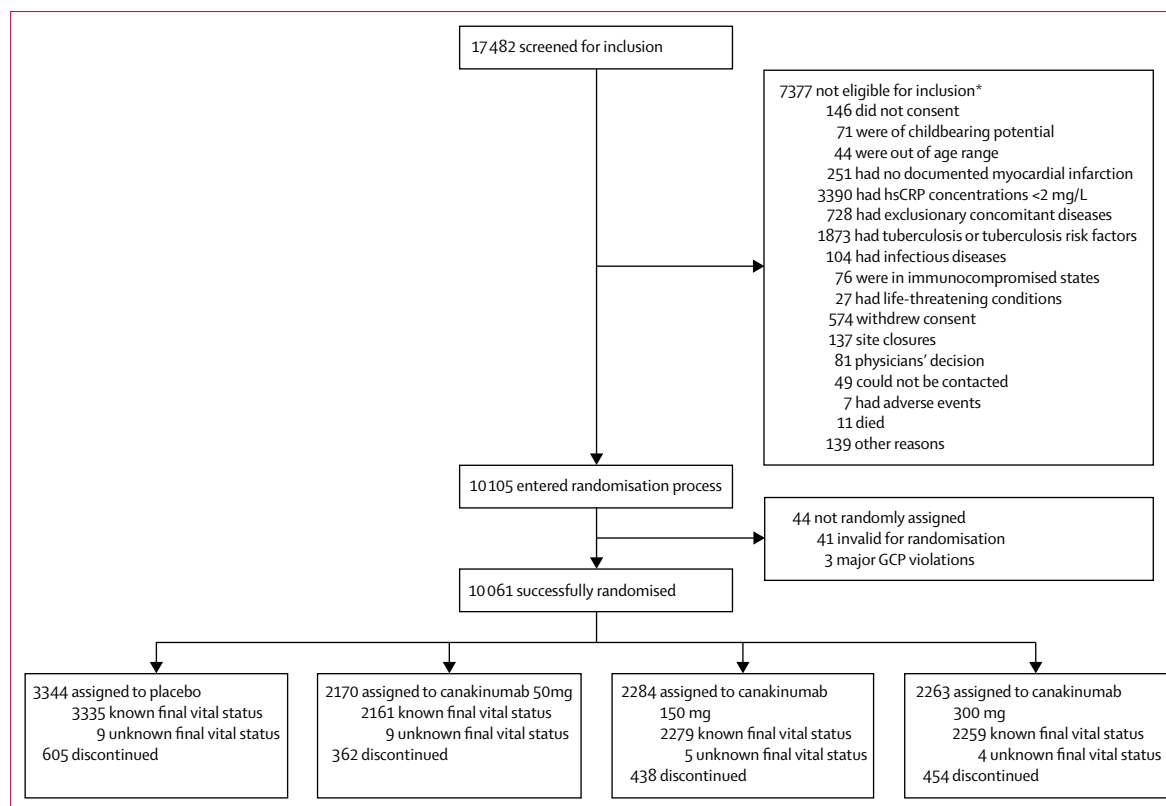 17 482 screened for inclusion
7377 not eligible for inclusion*
146 did not consent
71 were of childbearing potential
44 were out of age range
251 had no documented myocardial infarction
3390 had hsCRP concentrations <2 mg/L
728 had exclusionary concomitant diseases
1873 had tuberculosis or tuberculosis risk factors
104 had infectious diseases
76 were in immunocompromised states
27 had life-threatening conditions
574 withdrew consent
137 site closures
81 physicians’ decision
49 could not be contacted
7 had adverse events
11 died
139 other reasons
10 105 entered randomisation process
44 not randomly assigned
41 invalid for randomisation
3 major GCP violations
10 061 successfully randomised
3344 assigned to placebo
3335 known final vital status
9 unknown final vital status
605 discontinued
2170 assigned to canakinumab 50mg
2161 known final vital status
9 unknown final vital status
362 discontinued
2284 assigned to canakinumab
150 mg
2279 known final vital status
5 unknown final vital status
438 discontinued
2263 assigned to canakinumab
300 mg
2259 known final vital status
4 unknown final vital status
454 discontinued